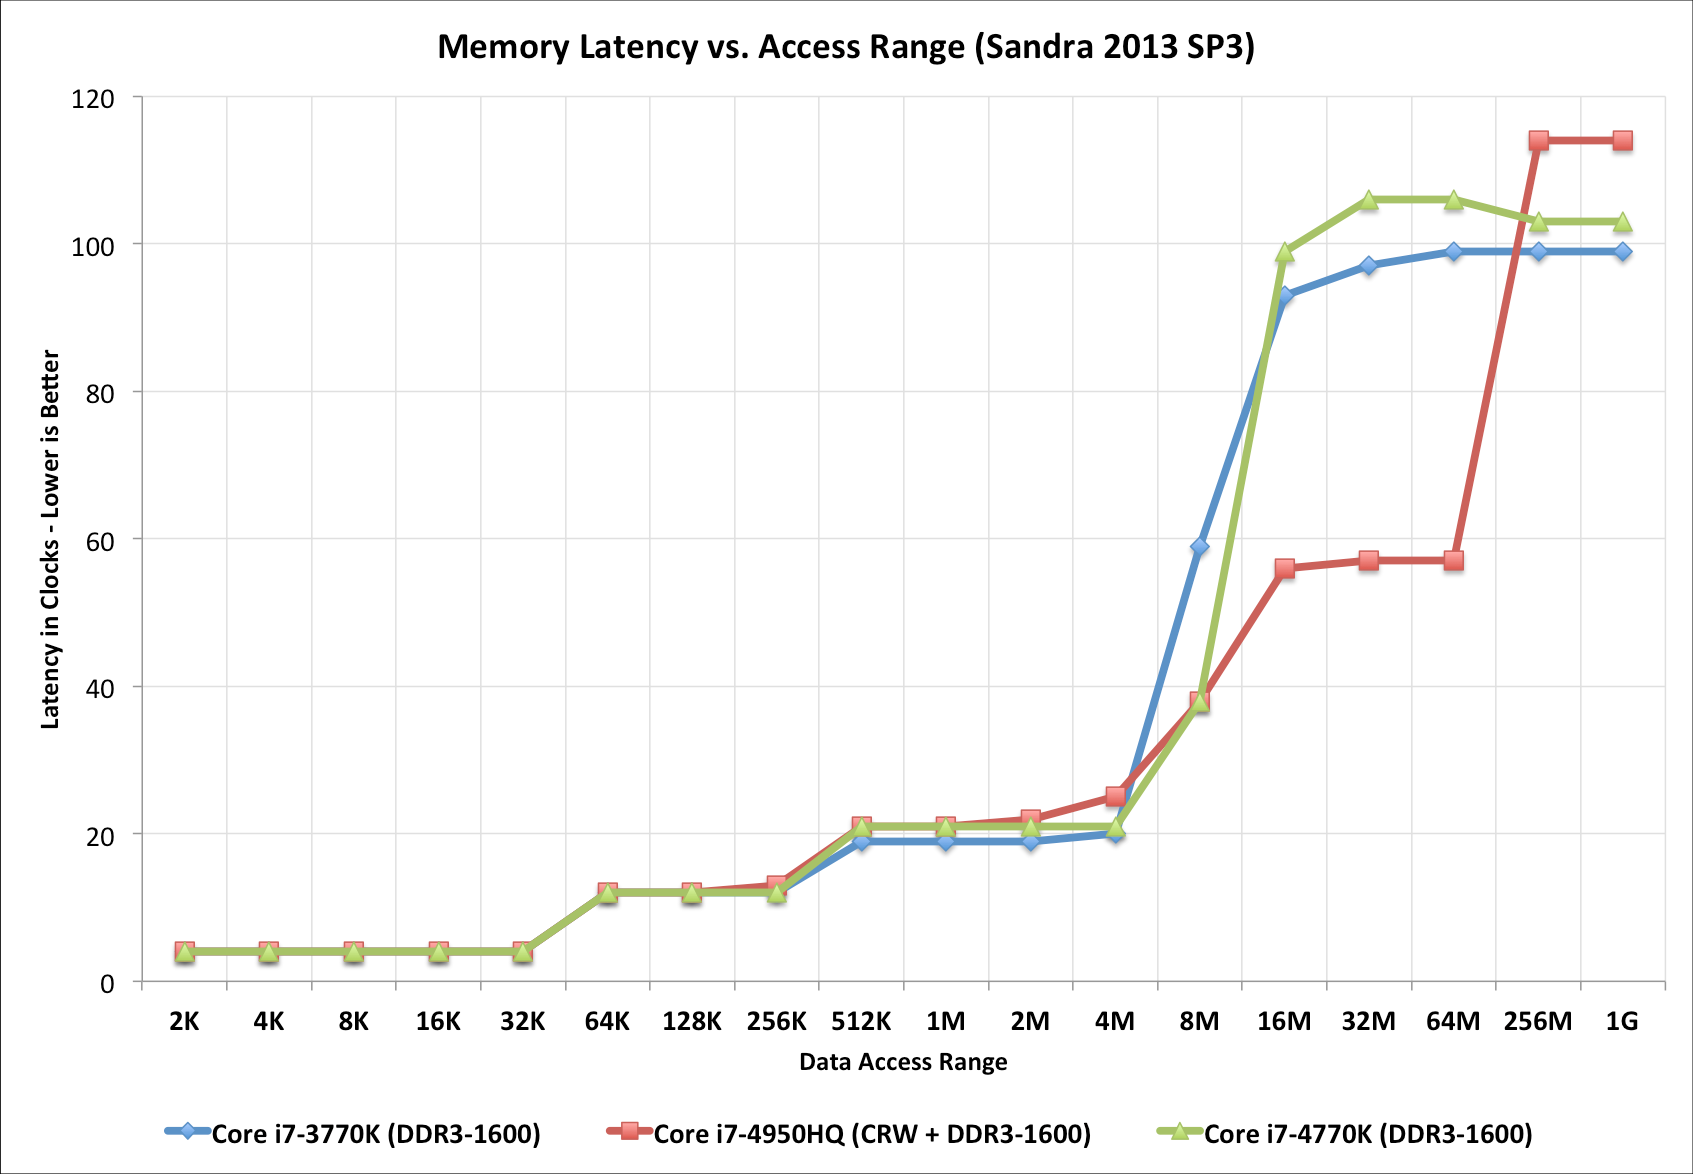 Memory Latency vs. Access Range (Sandra 2013 SP3)
120
100
80
60
40
20
0
Latency in Clocks - Lower is Better
2K 4K 8K 16K 32K 64K 128K 256K 512K 1M 2M 4M 8M 16M 32M 64M 256M 1G
Data Access Range
Core i7-3770K (DDR3-1600) Core i7-4950HQ (CRW + DDR3-1600) Core i7-4770K (DDR3-1600)